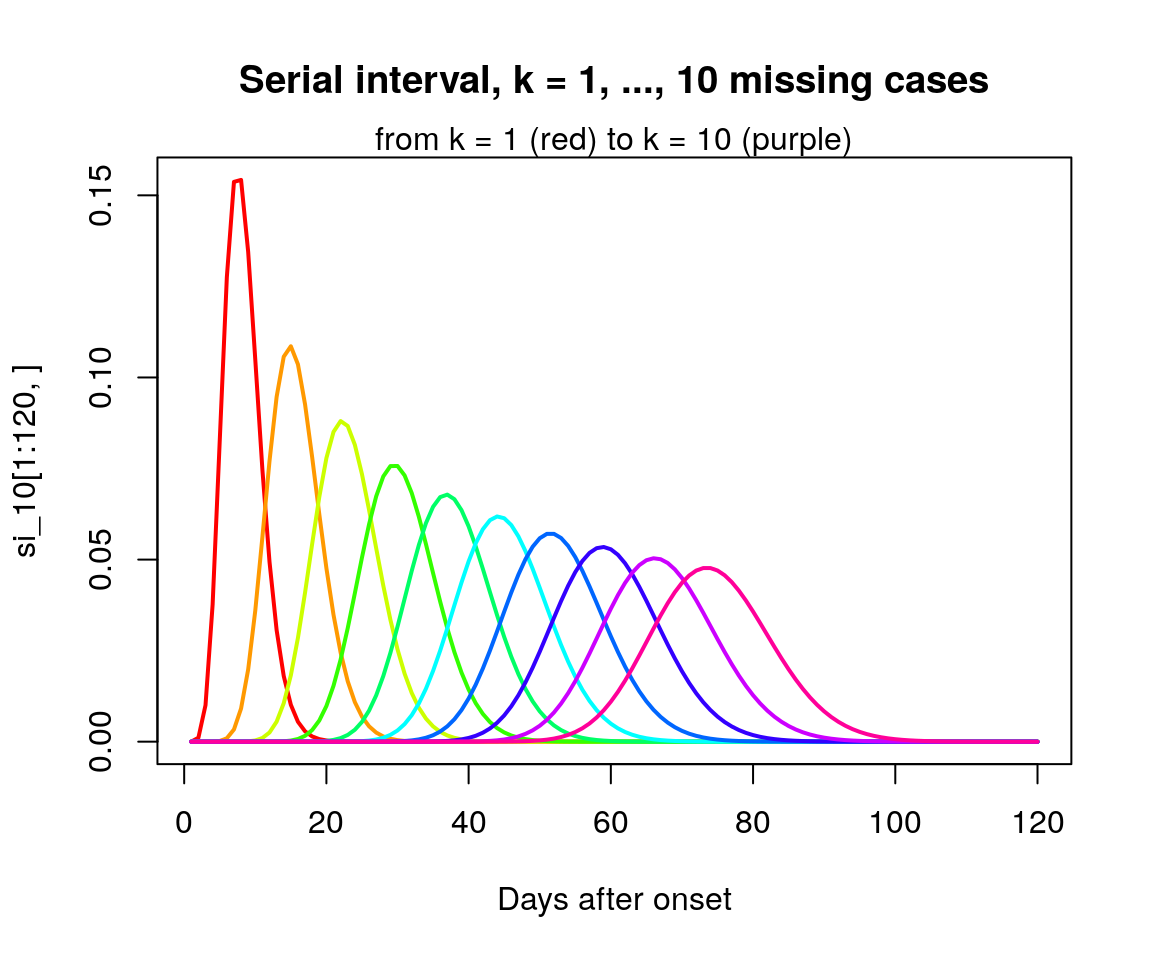 Serial interval, k = 1, ..., 10 missing cases
from k = 1 (red) to k = 10 (purple)
si_10[1:120, ]
0.15
0.10
0.05
0.00
0 20 40 60 80 100 120
Days after onset